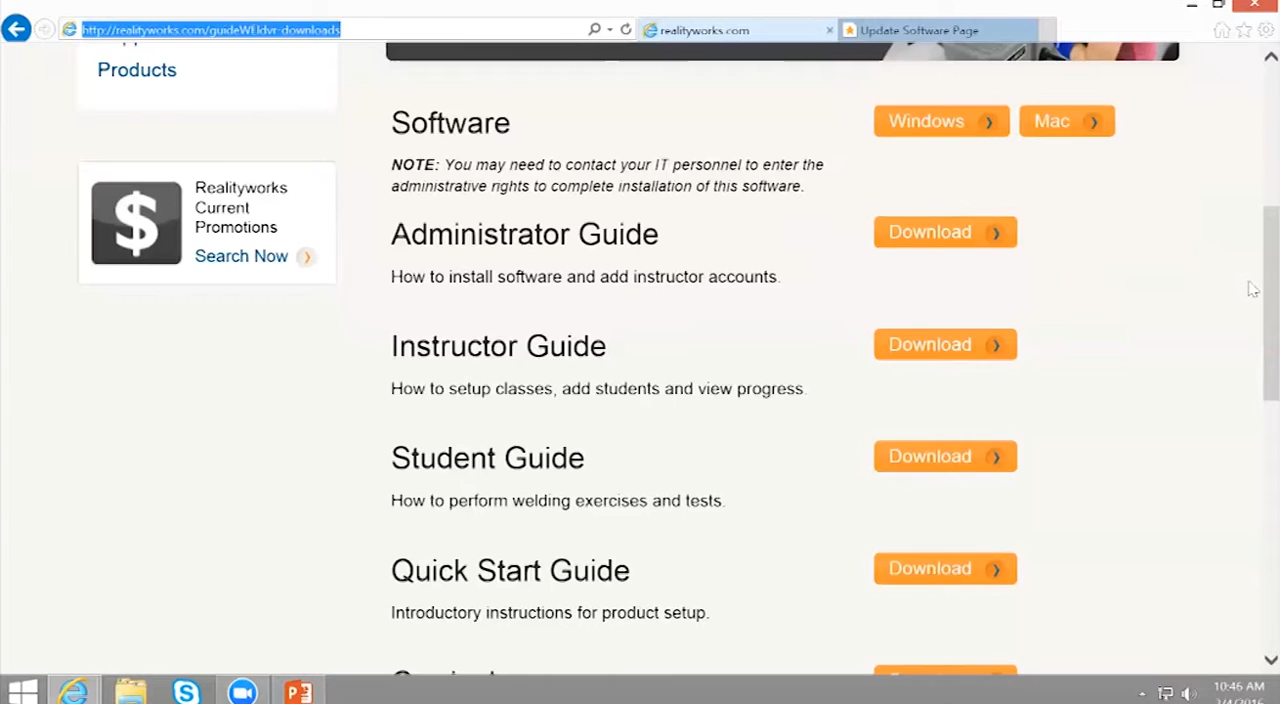 http://realityworks.com/guideWEldvr-downloads
realityworks.com
Update Software Page
Products
Realityworks
Current
Promotions
Search Now
Software
Windows
Mac
NOTE: You may need to contact your IT personnel to enter the
administrative rights to complete installation of this software.
Administrator Guide
Download
How to install software and add instructor accounts.
Instructor Guide
Download
How to setup classes, add students and view progress.
Student Guide
Download
How to perform welding exercises and tests.
Quick Start Guide
Download
Introductory instructions for product setup.
10:46 AM